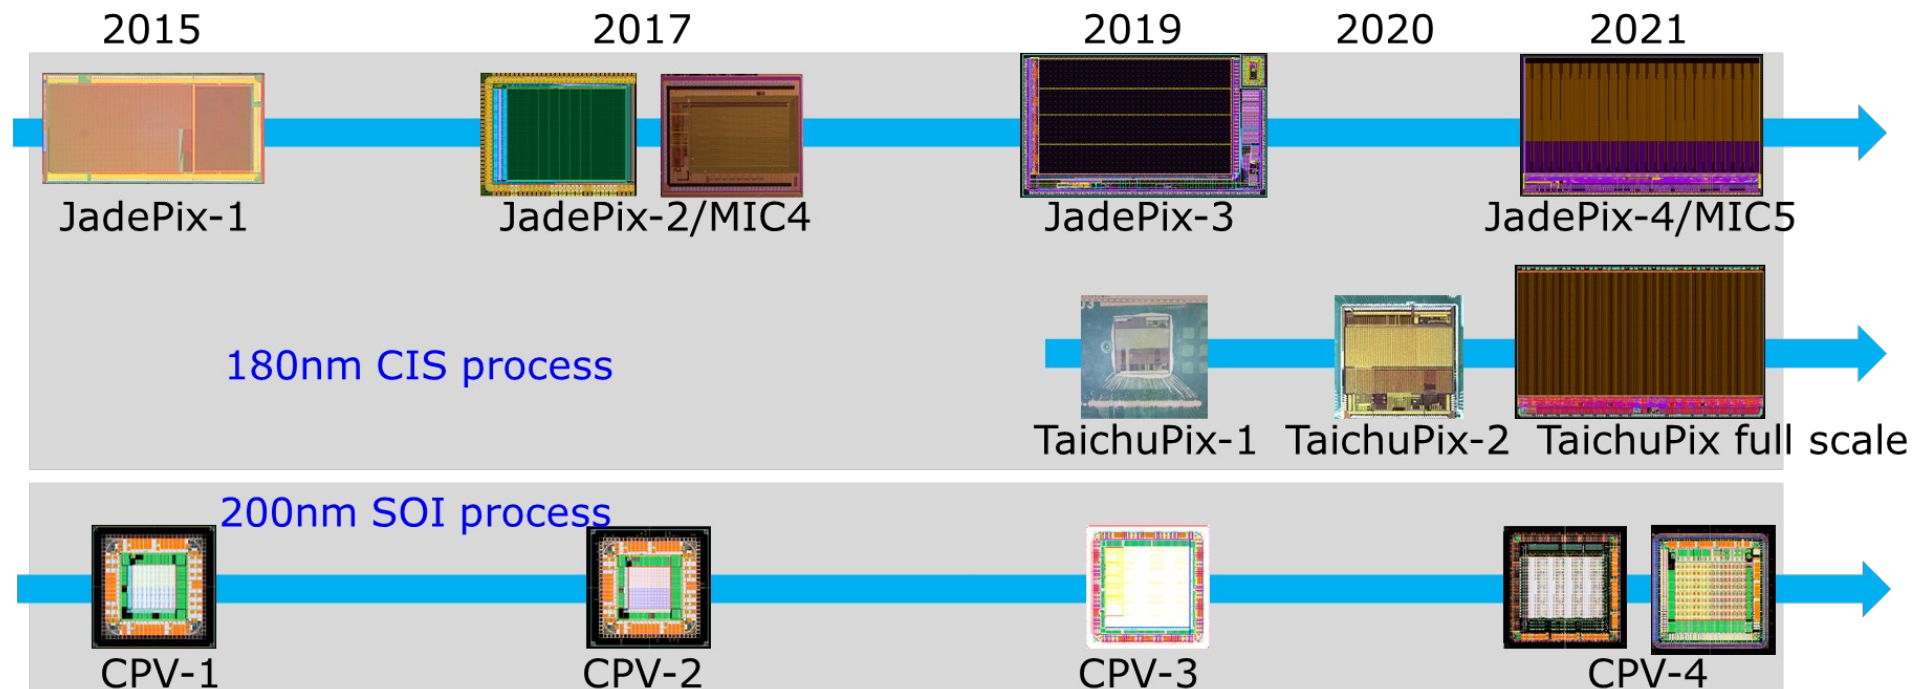 2015
2017
2019
2020
2021
JadePix-1
JadePix-2/MIC4
JadePix-3
JadePix-4/MIC5
180nm CIS process
TaichuPix-1
TaichuPix-2
TaichuPix full scale
200nm SOI process
CPV-1
CPV-2
CPV-3
CPV-4